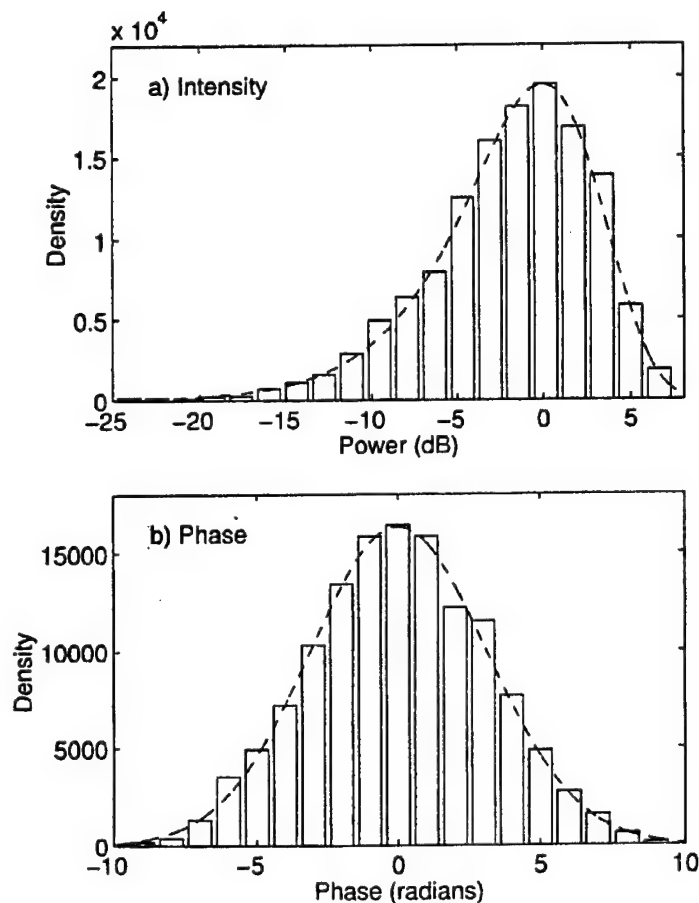 x 10^4
a) Intensity
2
1.5
1
0.5
0
Density
-25 -20 -15 -10 -5 0 5
Power (dB)
b) Phase
15000
10000
5000
0
Density
-10 -5 0 5 10
Phase (radians)